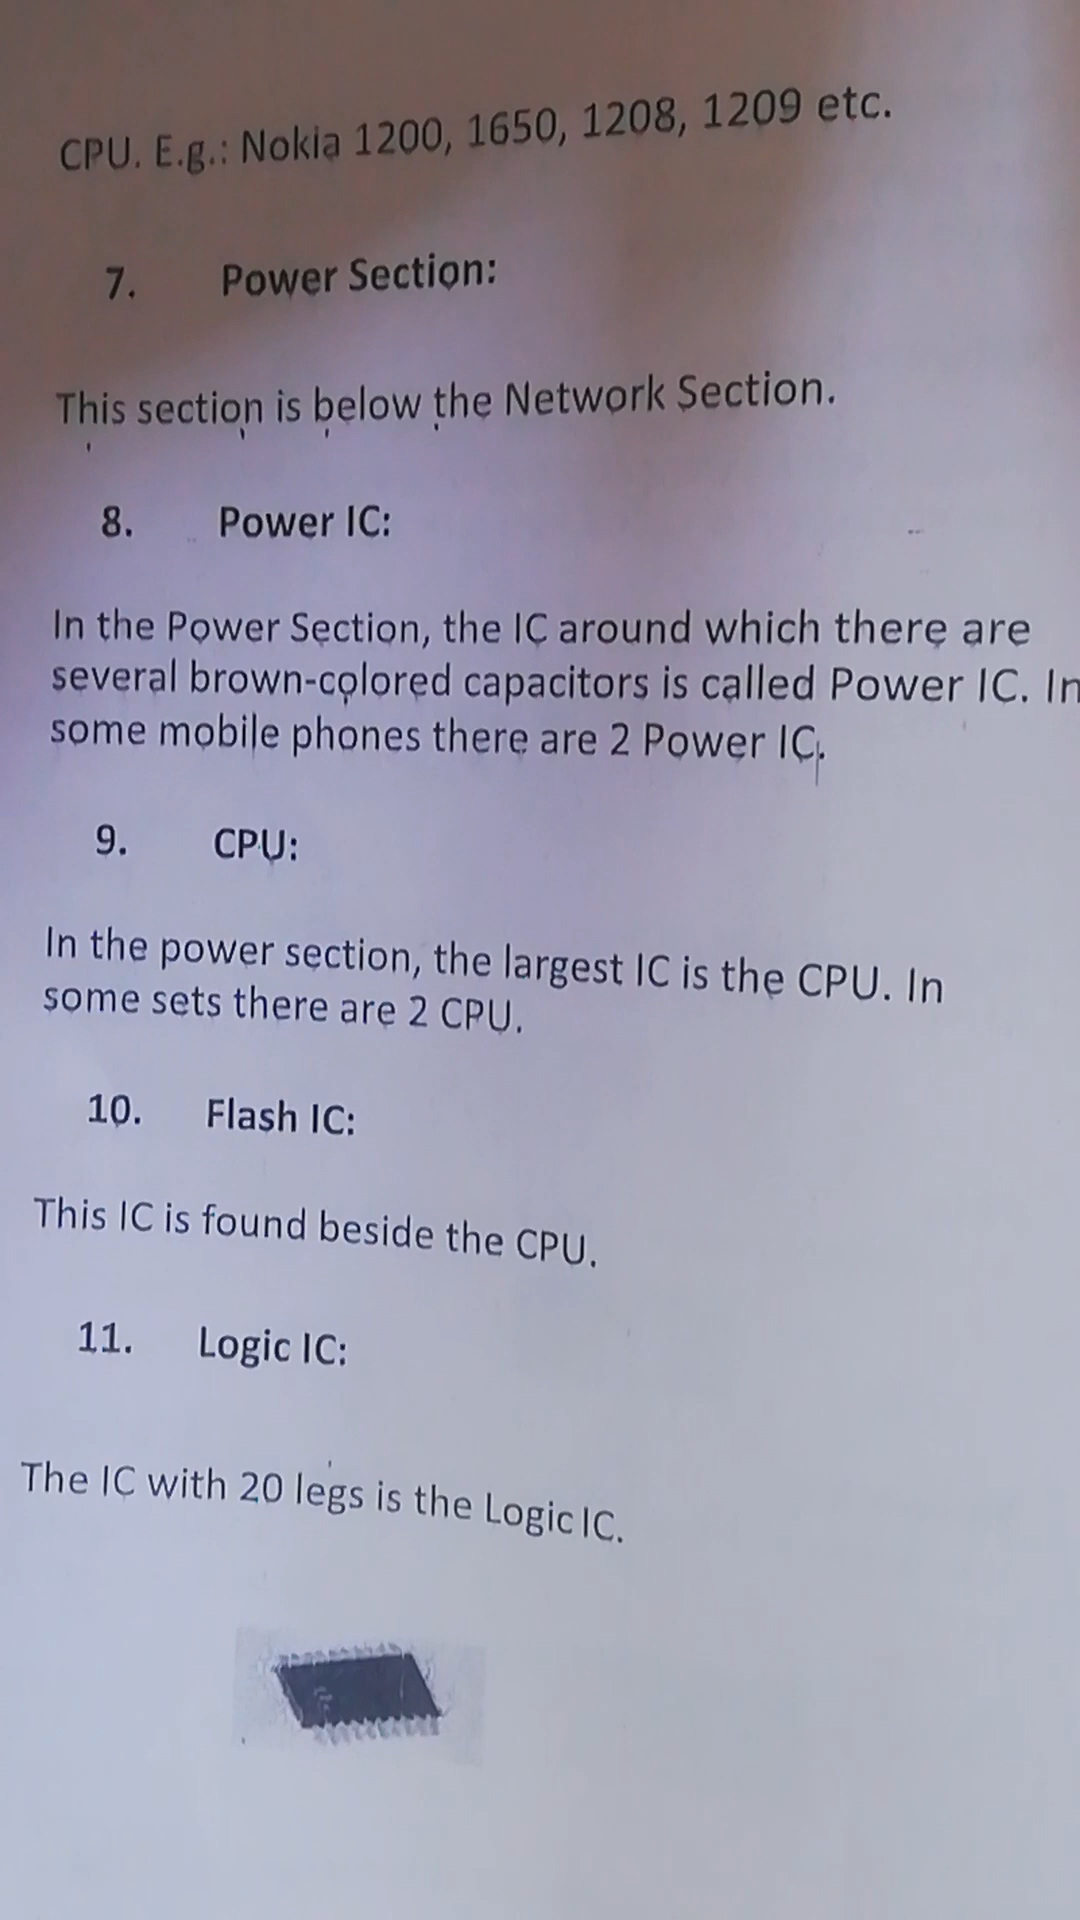 CPU. E.g.: Nokia 1200, 1650, 1208, 1209 etc.
7. Power Section:
This section is below the Network Section.
8. Power IC:
In the Power Section, the IC around which there are
several brown-colored capacitors is called Power IC. In
some mobile phones there are 2 Power IC.
9. CPU:
In the power section, the largest IC is the CPU. In
some sets there are 2 CPU.
10. Flash IC:
This IC is found beside the CPU.
11. Logic IC:
The IC with 20 legs is the Logic IC.